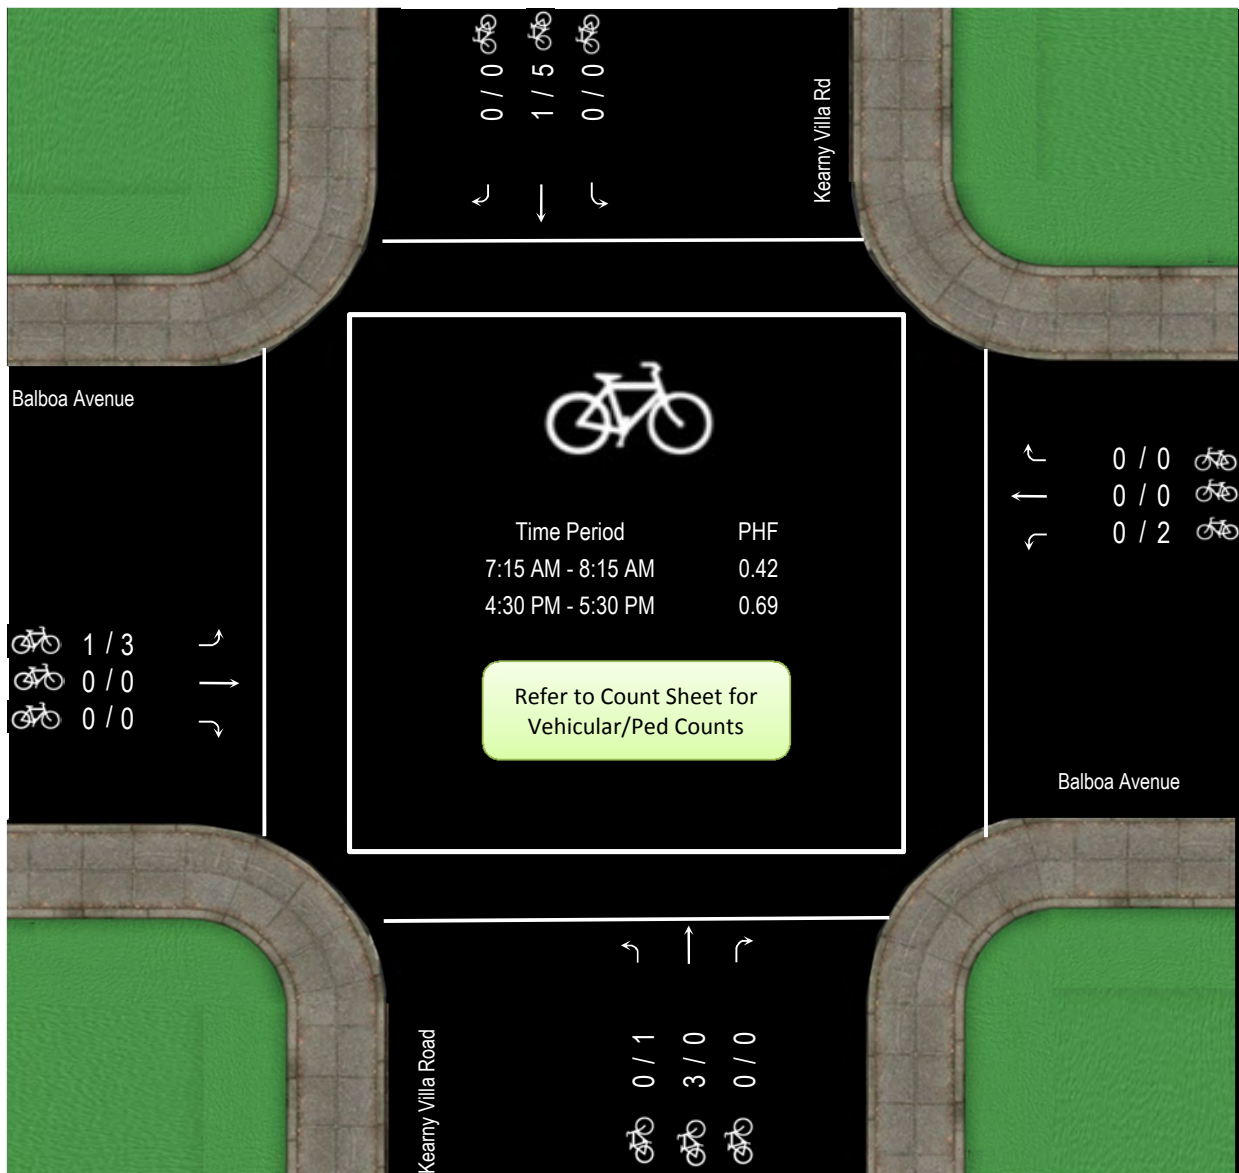 0 / 0
1 / 5
0 / 0
Kearny Villa Rd
Balboa Avenue
0 / 0
0 / 0
0 / 2
Time Period PHF
7:15 AM - 8:15 AM 0.42
4:30 PM - 5:30 PM 0.69
1 / 3
0 / 0
0 / 0
Refer to Count Sheet for
Vehicular/Ped Counts
Balboa Avenue
Kearny Villa Road
0 / 1
3 / 0
0 / 0